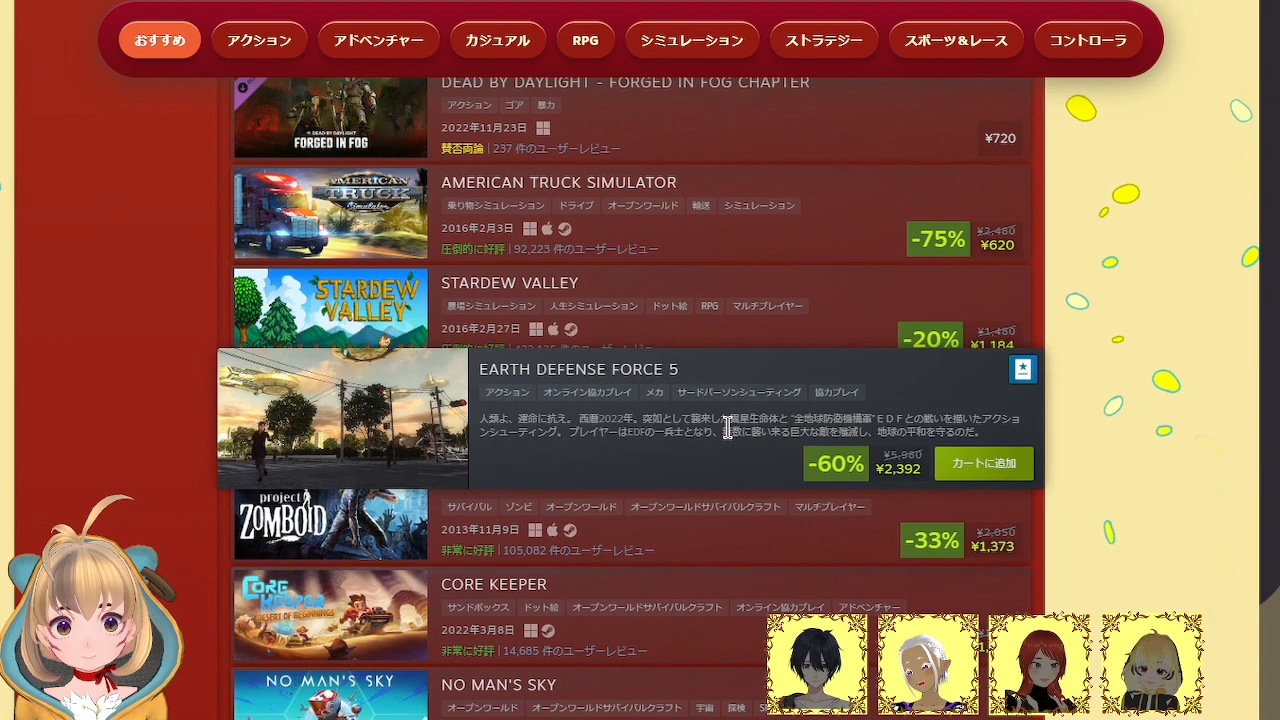 おすすめ
アクション
アドベンチャー
カジュアル
RPG
シミュレーション
ストラテジー
スポーツ＆レース
コントローラ
DEAD BY DAYLIGHT - FORGED IN FOG CHAPTER
DEAD BY DAYLIGHT
FORGED IN FOG
アクション ゴア 暴力
2022年11月23日
賛否両論 | 237 件のユーザーレビュー
¥720
AMERICAN TRUCK Simulator
AMERICAN TRUCK SIMULATOR
乗り物シミュレーション ドライブ オープンワールド 輸送 シミュレーション
2016年2月3日
圧倒的に好評 | 92,223 件のユーザーレビュー
-75% ¥2,480
¥620
STARDEW VALLEY
STARDEW VALLEY
農場シミュレーション 人生シミュレーション ドット絵 RPG マルチプレイヤー
2016年2月27日
-20% ¥1,480
¥1,184
EARTH DEFENSE FORCE 5
アクション オンライン協力プレイ メカ サードパーソンシューティング 協力プレイ
人類よ、運命に抗え。 西暦2022年。突如として襲来し
生命体と “全地球防衛機構軍” ＥＤＦとの戦いを描いたアクショ
ンシューティング。 プレイヤーはEDFの一兵士となり、
に襲い来る巨大な敵を殲滅し、地球の平和を守るのだ。
-60% ¥5,980
¥2,392
カートに追加
project ZOMBOID
サバイバル ゾンビ オープンワールド オープンワールドサバイバルクラフト マルチプレイヤー
2013年11月9日
非常に好評 | 105,082 件のユーザーレビュー
-33% ¥2,050
¥1,373
CORE KEEPER
DESERT OF BEGINNINGS
CORE KEEPER
サンドボックス ドット絵 オープンワールドサバイバルクラフト オンライン協力プレイ アドベンチャー
2022年3月8日
非常に好評 | 14,685 件のユーザーレビュー
NO MAN'S SKY
NO MAN'S SKY
オープンワールド オープンワールドサバイバルクラフト 宇宙 探検